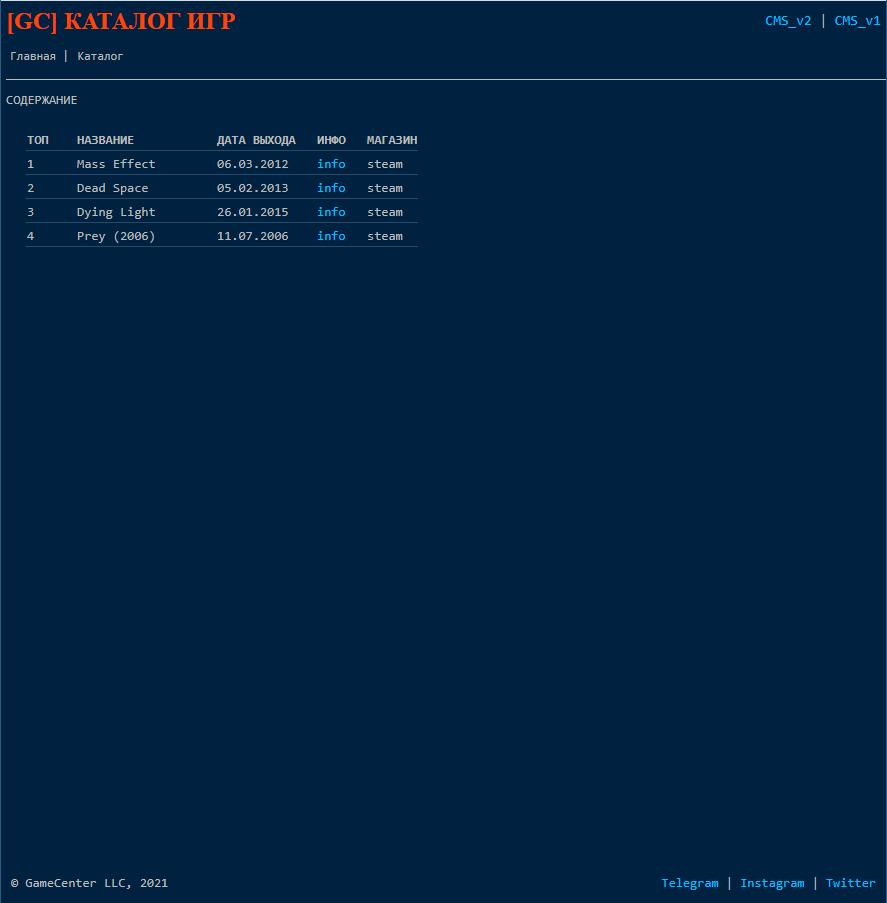 [GC] КАТАЛОГ ИГР CMS_v2 | CMS_v1
Главная | Каталог
СОДЕРЖАНИЕ
ТОП НАЗВАНИЕ ДАТА ВЫХОДА ИНФО МАГАЗИН
1 Mass Effect 06.03.2012 info steam
2 Dead Space 05.02.2013 info steam
3 Dying Light 26.01.2015 info steam
4 Prey (2006) 11.07.2006 info steam
© GameCenter LLC, 2021 Telegram | Instagram | Twitter